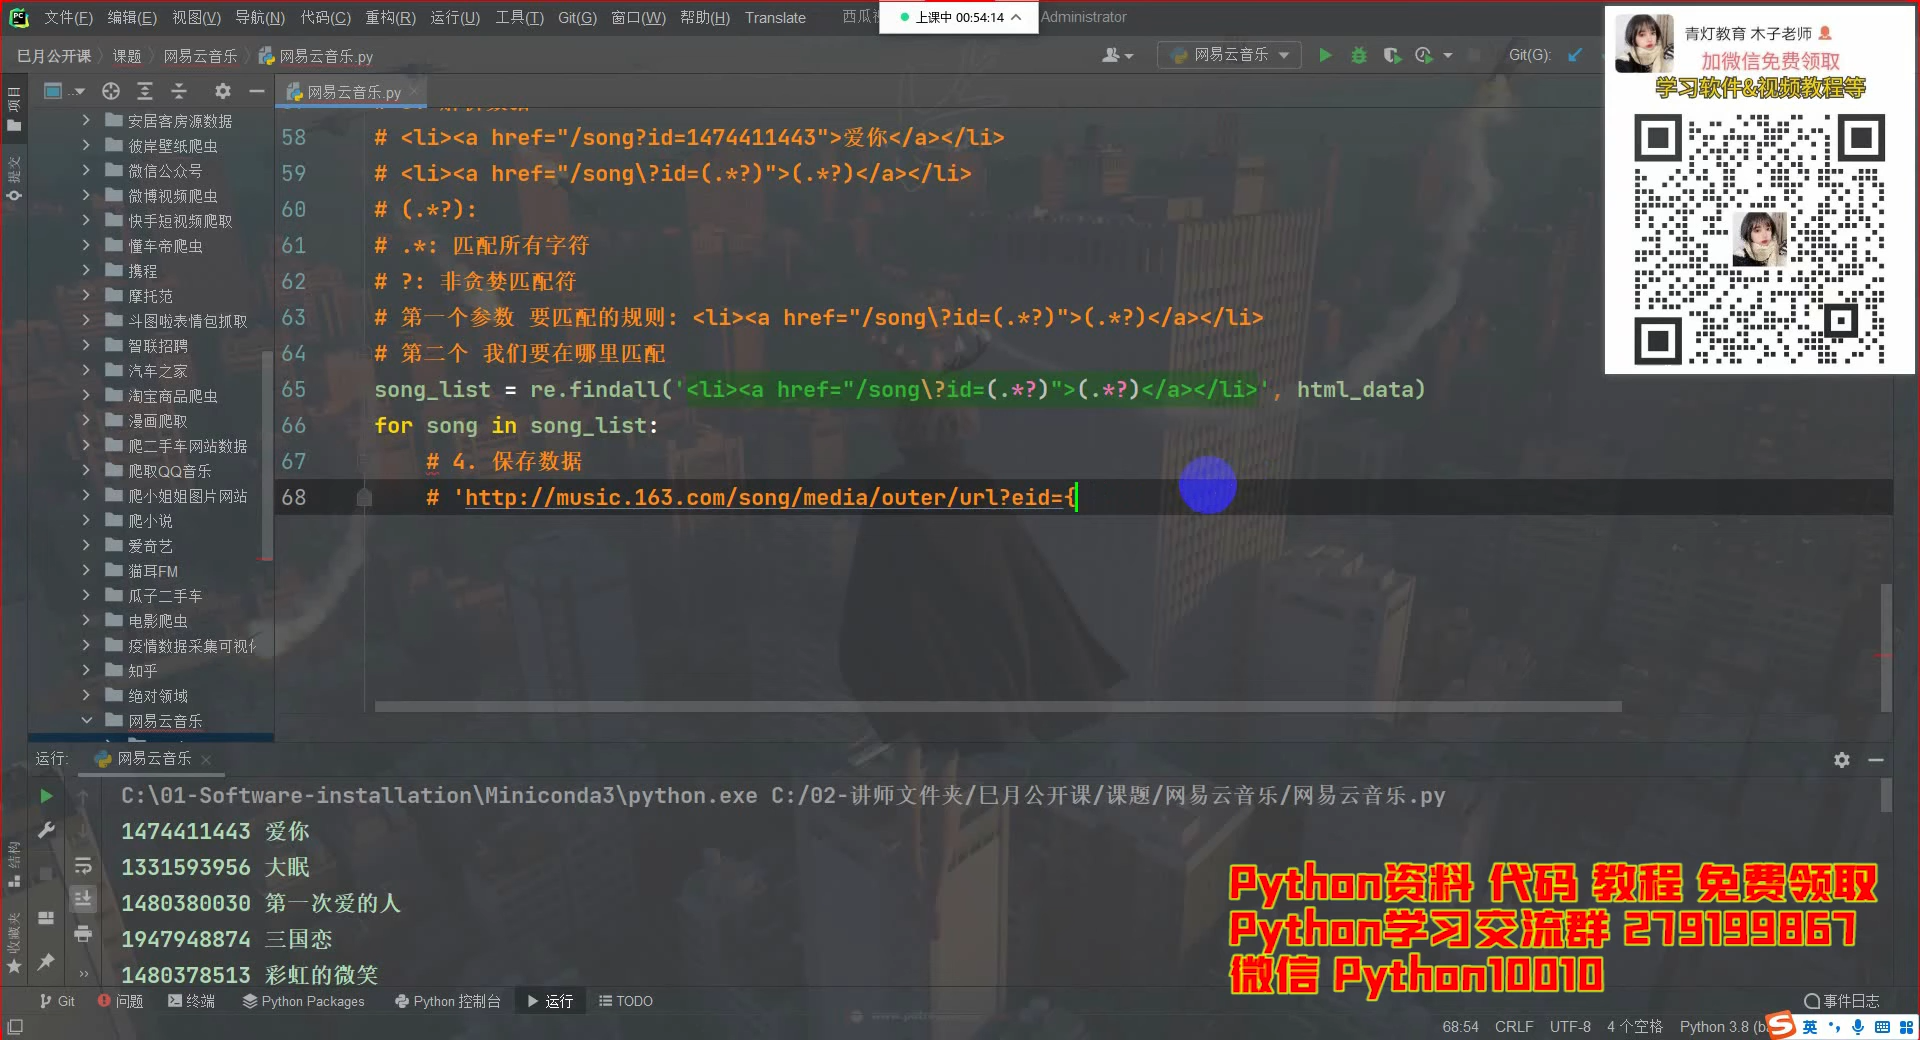 文件(F) 编辑(E) 视图(V) 导航(N) 代码(C) 重构(R) 运行(U) 工具(T) Git(G) 窗口(W) 帮助(H) Translate
上课中 00:54:14
Administrator
巳月公开课 课题 网易云音乐 网易云音乐.py
网易云音乐
Git(G):
青灯教育 木子老师
加微信免费领取
学习软件&视频教程等
项目
提交
网易云音乐.py
安居客房源数据
彼岸壁纸爬虫
微信公众号
微博视频爬虫
快手短视频爬取
懂车帝爬虫
携程
摩托范
斗图啦表情包抓取
智联招聘
汽车之家
淘宝商品爬虫
漫画爬取
爬二手车网站数据
爬取QQ音乐
爬小姐姐图片网站
爬小说
爱奇艺
猫耳FM
瓜子二手车
电影爬虫
疫情数据采集可视化
知乎
绝对领域
网易云音乐
58 # <li><a href="/song?id=1474411443">爱你</a></li>
59 # <li><a href="/song\?id=(.*?)">(.*?)</a></li>
60 # (.*?):
61 # .*: 匹配所有字符
62 # ?: 非贪婪匹配符
63 # 第一个参数 要匹配的规则: <li><a href="/song\?id=(.*?)">(.*?)</a></li>
64 # 第二个 我们要在哪里匹配
65 song_list = re.findall('<li><a href="/song\?id=(.*?)">(.*?)</a></li>', html_data)
66 for song in song_list:
67 # 4. 保存数据
68 # 'http://music.163.com/song/media/outer/url?eid={
运行: 网易云音乐
C:\01-Software-installation\Miniconda3\python.exe C:/02-讲师文件夹/巳月公开课/课题/网易云音乐/网易云音乐.py
1474411443 爱你
1331593956 大眠
1480380030 第一次爱的人
1947948874 三国恋
1480378513 彩虹的微笑
结构
收藏夹
Python资料 代码 教程 免费领取
Python学习交流群 279199867
微信 Python10010
Git 问题 终端 Python Packages Python 控制台 运行 TODO
事件日志
68:54 CRLF UTF-8 4 个空格 Python 3.8
英